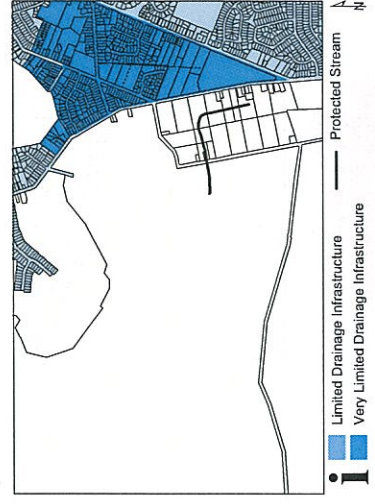 i
Limited Drainage Infrastructure
Very Limited Drainage Infrastructure
Protected Stream
N